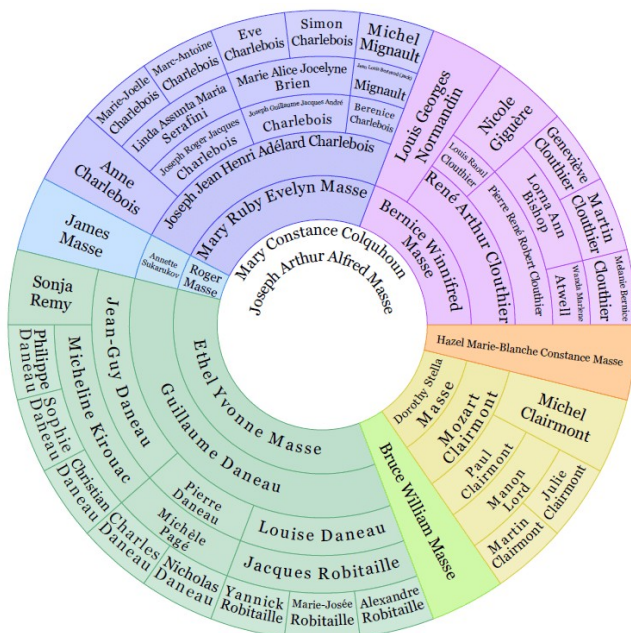 Mary Constance Colquhoun
Joseph Arthur Alfred Masse
Mary Ruby Evelyn Masse
Joseph Jean Henri Adélard Charlebois
Anne
Charlebois
Joseph Roger Jacques
Charlebois
Linda Assunta Maria
Serafini
Marie-Joelle
Charlebois
Marc-Antoine
Charlebois
Joseph Guillaume Jacques André
Charlebois
Marie Alice Jocelyne
Brien
Eve
Charlebois
Simon
Charlebois
Berenice
Charlebois
Mignault
Michel
Mignault
Bernice Winnifred
Masse
Louis Georges
Normandin
René Arthur Clouthier
Louis Raoul
Clouthier
Nicole
Giguère
Pierre René Robert Clouthier
Lorna Ann
Bishop
Geneviève
Clouthier
Martin
Clouthier
Wanda Marlene
Atwell
Mélanie Bernice
Clouthier
Hazel Marie-Blanche Constance Masse
Dorothy Stella
Masse
Mozart
Clairmont
Michel
Clairmont
Paul
Clairmont
Manon
Lord
Julie
Clairmont
Martin
Clairmont
Bruce William Masse
Ethel Yvonne Masse
Guillaume Daneau
Louise Daneau
Jacques Robitaille
Alexandre
Robitaille
Marie-Josée
Robitaille
Yannick
Robitaille
Pierre
Daneau
Michèle
Pagé
Nicholas
Daneau
Charles
Daneau
Jean-Guy Daneau
Micheline Kirouac
Christian
Daneau
Sophie
Daneau
Philippe
Daneau
Sonja
Remy
Roger
Masse
Annette
Sukarukov
James
Masse